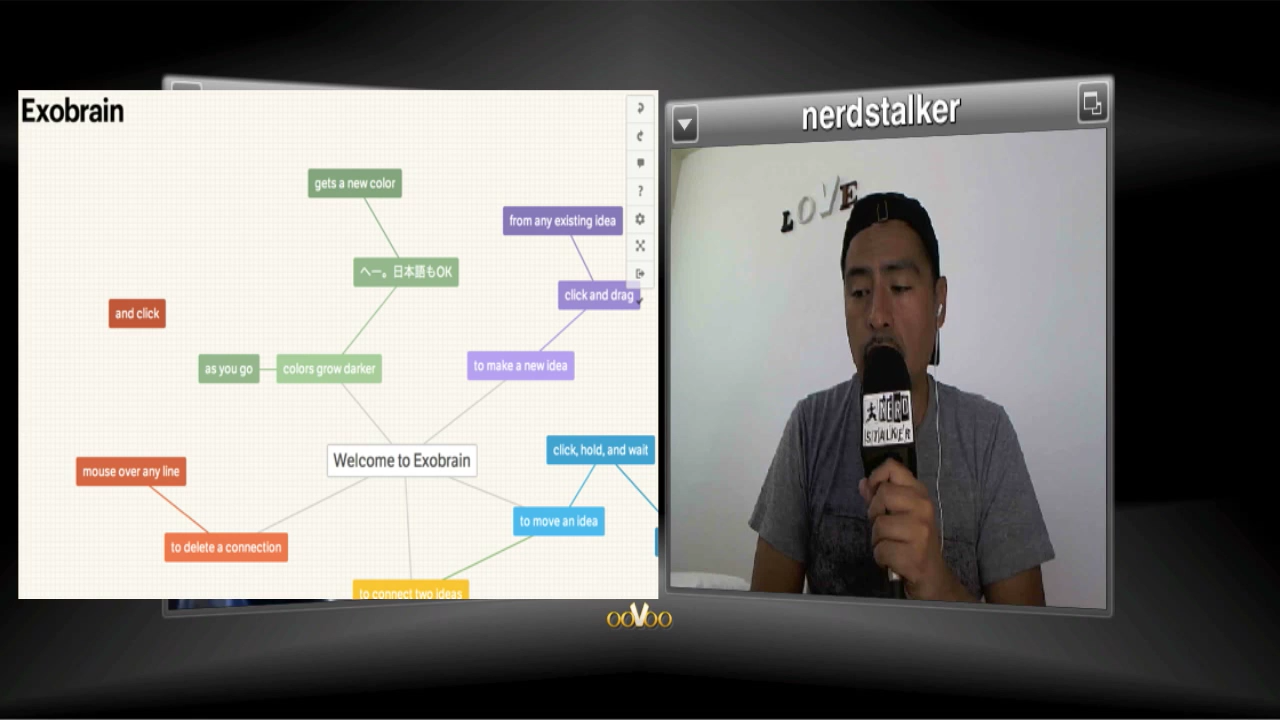 Exobrain
gets a new color
from any existing idea
へー。日本語もOK
click and drag
and click
as you go
colors grow darker
to make a new idea
click, hold, and wait
Welcome to Exobrain
mouse over any line
to move an idea
to delete a connection
to connect two ideas
nerdstalker
LOVE
NERD
STALKER
ooVoo